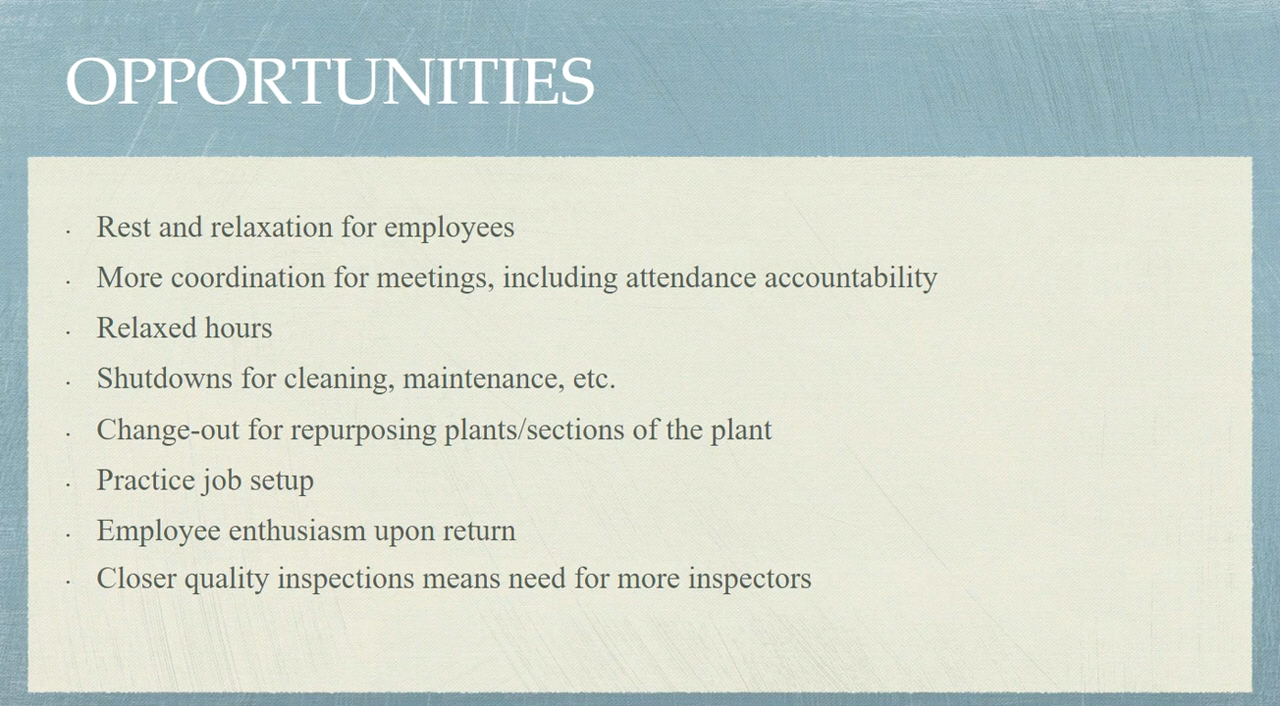 OPPORTUNITIES
· Rest and relaxation for employees
· More coordination for meetings, including attendance accountability
· Relaxed hours
· Shutdowns for cleaning, maintenance, etc.
· Change-out for repurposing plants/sections of the plant
· Practice job setup
· Employee enthusiasm upon return
· Closer quality inspections means need for more inspectors